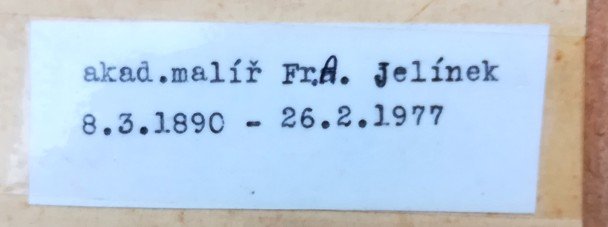 akad.malíř Fr.A. Jelínek
8.3.1890 - 26.2.1977